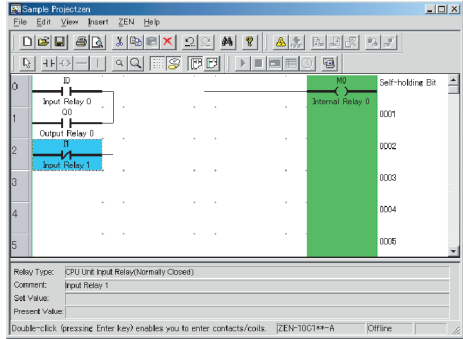 Sample Projectzen
File Edit View Insert ZEN Help
0 I0 M0 Self-holding Bit
Input Relay 0 Internal Relay 0
1 Q0 0001
Output Relay 0
2 I1 0002
Input Relay 1
3 0003
4 0004
5 0005
Relay Type: CPU Unit Input Relay(Normally Closed)
Comment: Input Relay 1
Set Value:
Present Value:
Double-click (pressing Enter key) enables you to enter contacts/coils. ZEN-10C1**-A Offline